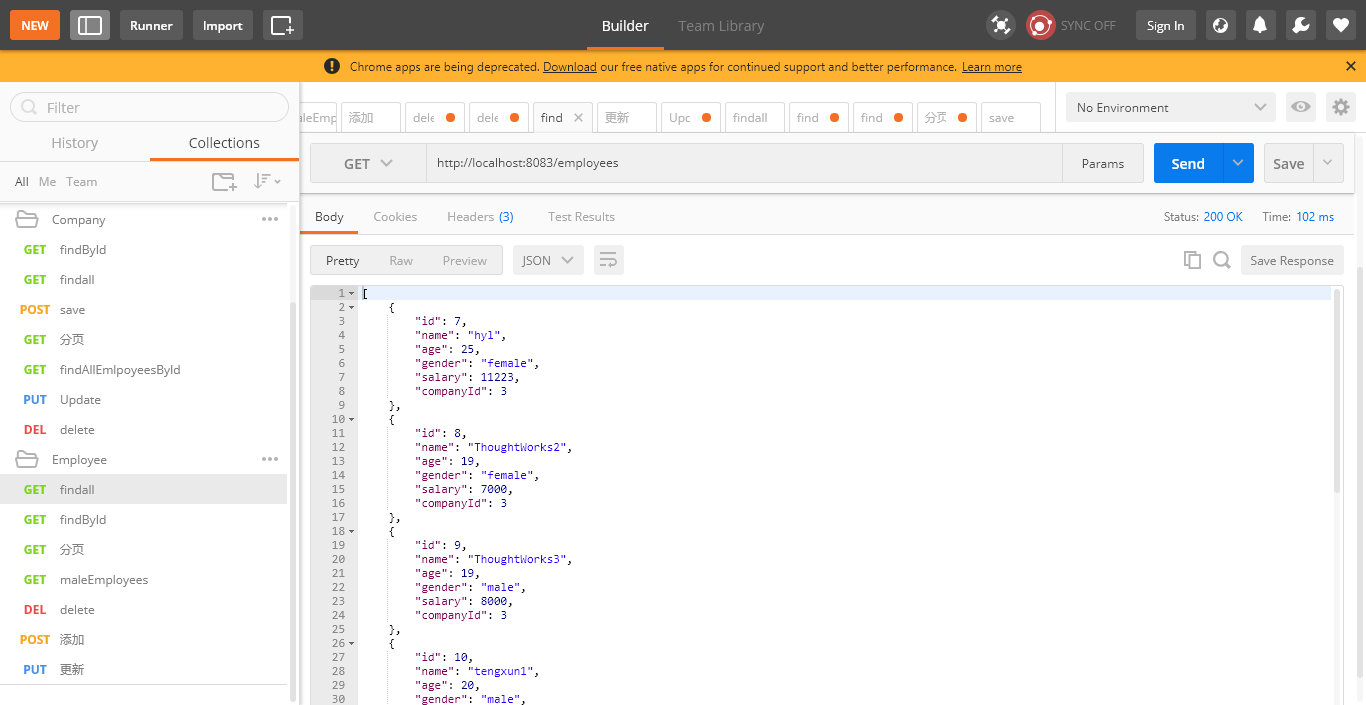 NEW Runner Import Builder Team Library SYNC OFF Sign In
! Chrome apps are being deprecated. Download our free native apps for continued support and better performance. Learn more
Filter
History Collections
All Me Team
Company
GET findById
GET findall
POST save
GET 分页
GET findAllEmlpoyeesById
PUT Update
DEL delete
Employee
GET findall
GET findById
GET 分页
GET maleEmployees
DEL delete
POST 添加
PUT 更新
aleEmp 添加 dele dele find 更新 Upc findall find find 分页 save
No Environment
GET http://localhost:8083/employees Params Send Save
Body Cookies Headers (3) Test Results Status: 200 OK Time: 102 ms
Pretty Raw Preview JSON Save Response
1 [
2 {
3 "id": 7,
4 "name": "hyl",
5 "age": 25,
6 "gender": "female",
7 "salary": 11223,
8 "companyId": 3
9 },
10 {
11 "id": 8,
12 "name": "ThoughtWorks2",
13 "age": 19,
14 "gender": "female",
15 "salary": 7000,
16 "companyId": 3
17 },
18 {
19 "id": 9,
20 "name": "ThoughtWorks3",
21 "age": 19,
22 "gender": "male",
23 "salary": 8000,
24 "companyId": 3
25 },
26 {
27 "id": 10,
28 "name": "tengxun1",
29 "age": 20,
30 "gender": "male",